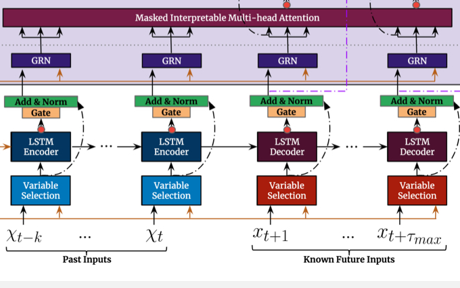 Masked Interpretable Multi-head Attention
GRN GRN GRN GRN
Add & Norm Add & Norm Add & Norm Add & Norm
Gate Gate Gate Gate
LSTM Encoder ... LSTM Encoder LSTM Decoder ... LSTM Decoder
Variable Selection Variable Selection Variable Selection Variable Selection
χt−k ... χt xt+1 ... xt+τmax
Past Inputs Known Future Inputs